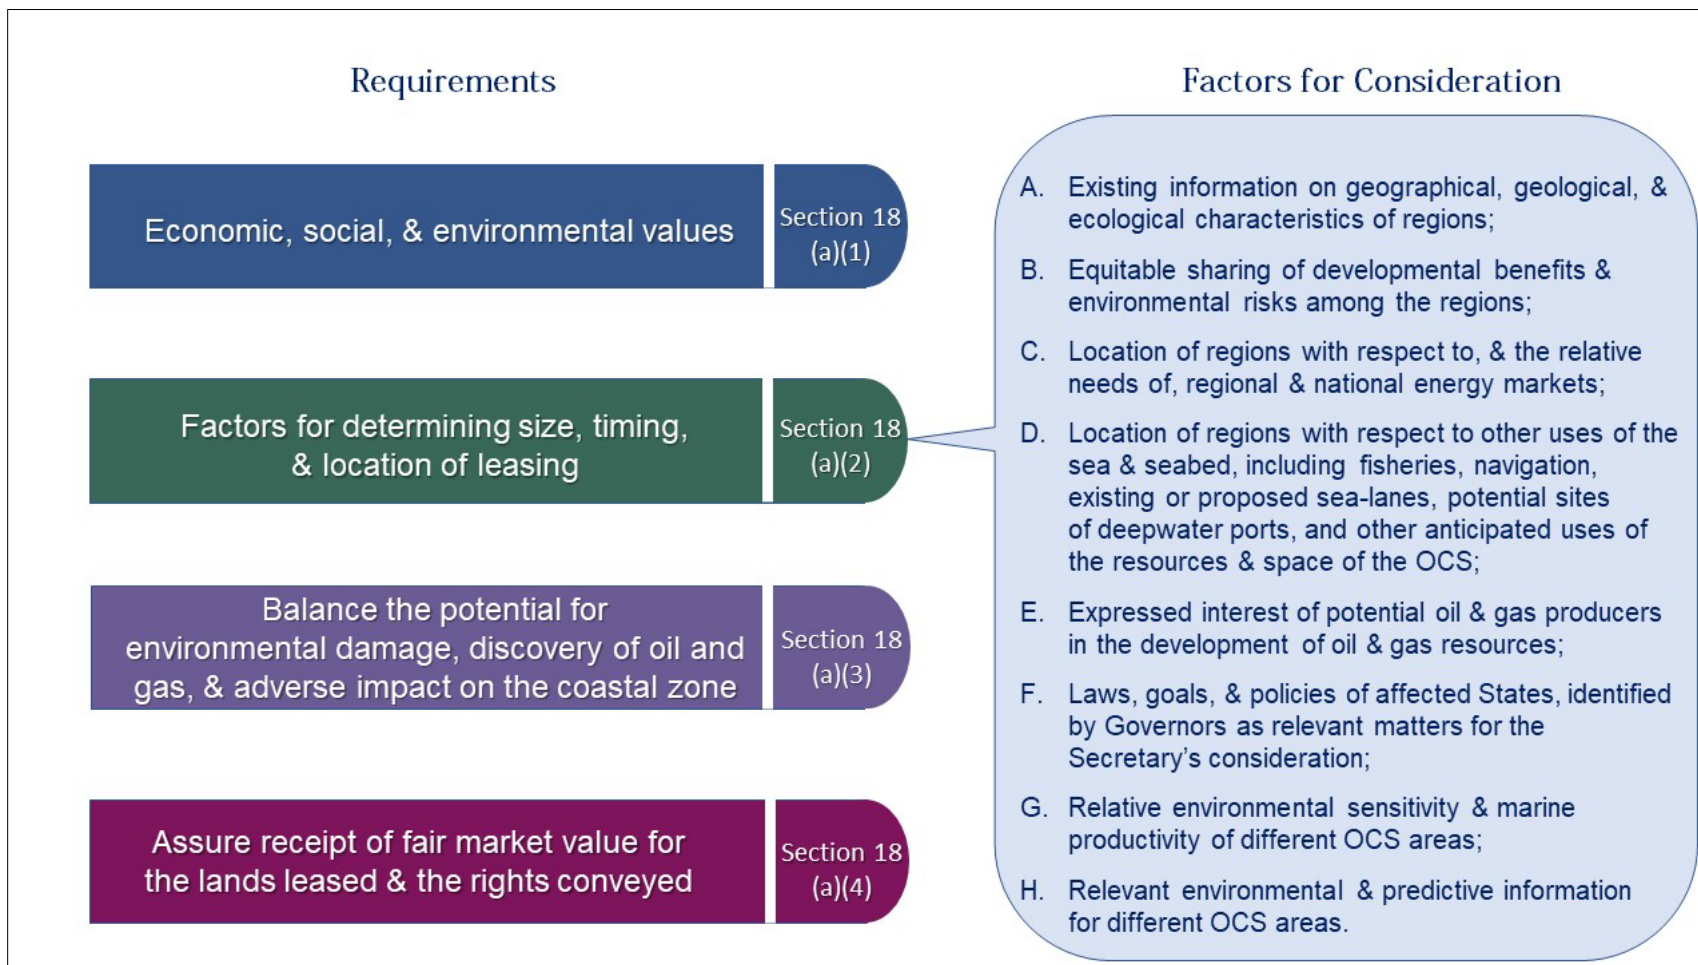 Requirements
Economic, social, & environmental values
Section 18
(a)(1)
Factors for determining size, timing,
& location of leasing
Section 18
(a)(2)
Balance the potential for
environmental damage, discovery of oil and
gas, & adverse impact on the coastal zone
Section 18
(a)(3)
Assure receipt of fair market value for
the lands leased & the rights conveyed
Section 18
(a)(4)
Factors for Consideration
A. Existing information on geographical, geological, &
ecological characteristics of regions;
B. Equitable sharing of developmental benefits &
environmental risks among the regions;
C. Location of regions with respect to, & the relative
needs of, regional & national energy markets;
D. Location of regions with respect to other uses of the
sea & seabed, including fisheries, navigation,
existing or proposed sea-lanes, potential sites
of deepwater ports, and other anticipated uses of
the resources & space of the OCS;
E. Expressed interest of potential oil & gas producers
in the development of oil & gas resources;
F. Laws, goals, & policies of affected States, identified
by Governors as relevant matters for the
Secretary’s consideration;
G. Relative environmental sensitivity & marine
productivity of different OCS areas;
H. Relevant environmental & predictive information
for different OCS areas.